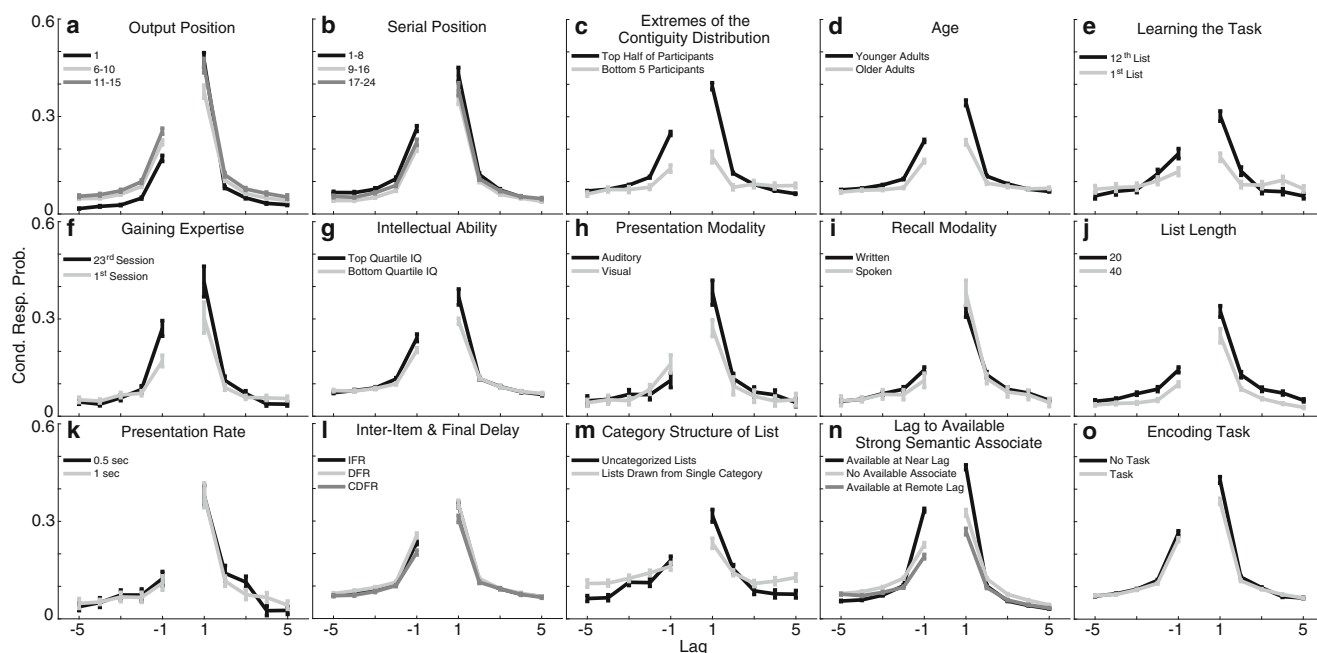 a Output Position
1
6-10
11-15
b Serial Position
1-8
9-16
17-24
c Extremes of the
Contiguity Distribution
Top Half of Participants
Bottom 5 Participants
d Age
Younger Adults
Older Adults
e Learning the Task
12th List
1st List
0.6
0.3
0
f Gaining Expertise
23rd Session
1st Session
g Intellectual Ability
Top Quartile IQ
Bottom Quartile IQ
h Presentation Modality
Auditory
Visual
i Recall Modality
Written
Spoken
j List Length
20
40
0.6
0.3
0
Cond. Resp. Prob.
k Presentation Rate
0.5 sec
1 sec
l Inter-Item & Final Delay
IFR
DFR
CDFR
m Category Structure of List
Uncategorized Lists
Lists Drawn from Single Category
n Lag to Available
Strong Semantic Associate
Available at Near Lag
No Available Associate
Available at Remote Lag
o Encoding Task
No Task
Task
0.6
0.3
0
-5 -1 1 5
-5 -1 1 5
-5 -1 1 5
-5 -1 1 5
-5 -1 1 5
Lag